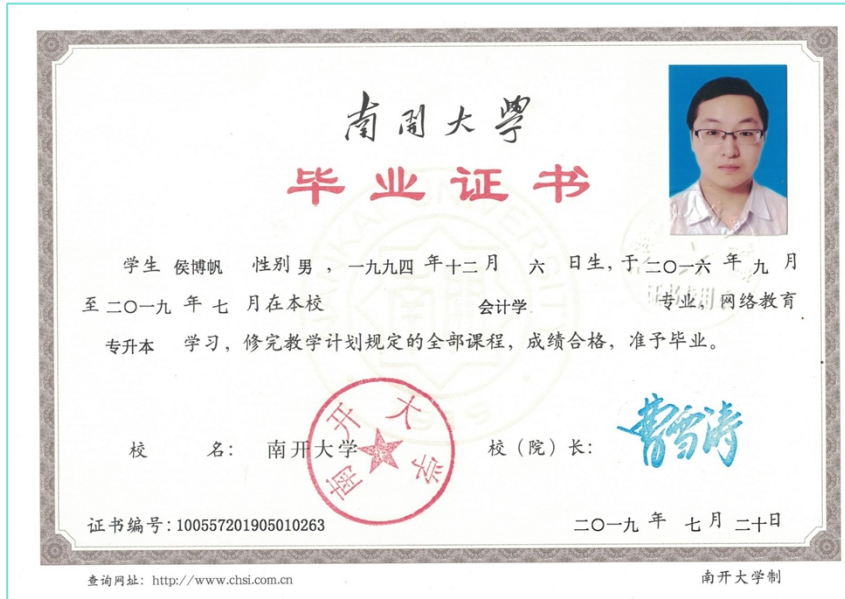 南開大學
毕业证书
学生 侯博帆 性别 男 ，一九九四 年 十二 月 六 日生，于 二〇一六 年 九 月
至 二〇一九 年 七 月在本校 会计学 专业，网络教育
专升本 学习，修完教学计划规定的全部课程，成绩合格，准予毕业。
校 名： 南开大学
校（院）长： 曹雪涛
南开大学
证书编号：100557201905010263
二〇一九 年 七 月 二十日
查询网址：http://www.chsi.com.cn
南开大学制